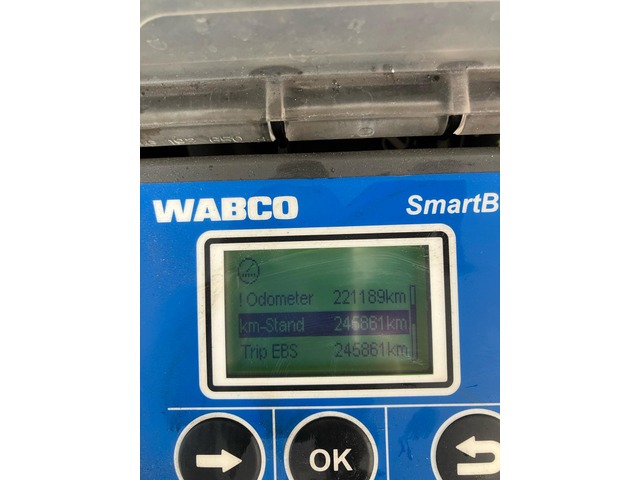 WABCO SmartB
! Odometer 221189km
km-Stand 246861km
Trip EBS 246861km
OK